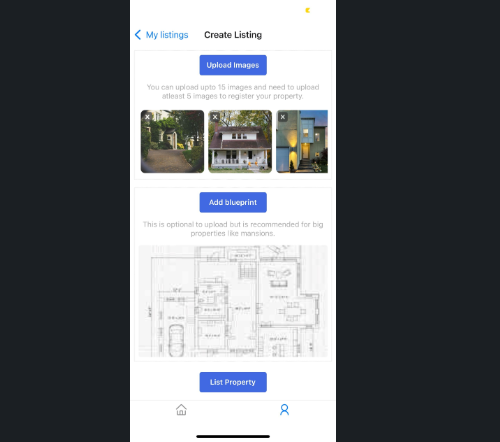 My listings
Create Listing
Upload Images
You can upload upto 15 images and need to upload
atleast 5 images to register your property.
Add blueprint
This is optional to upload but is recommended for big
properties like mansions.
List Property